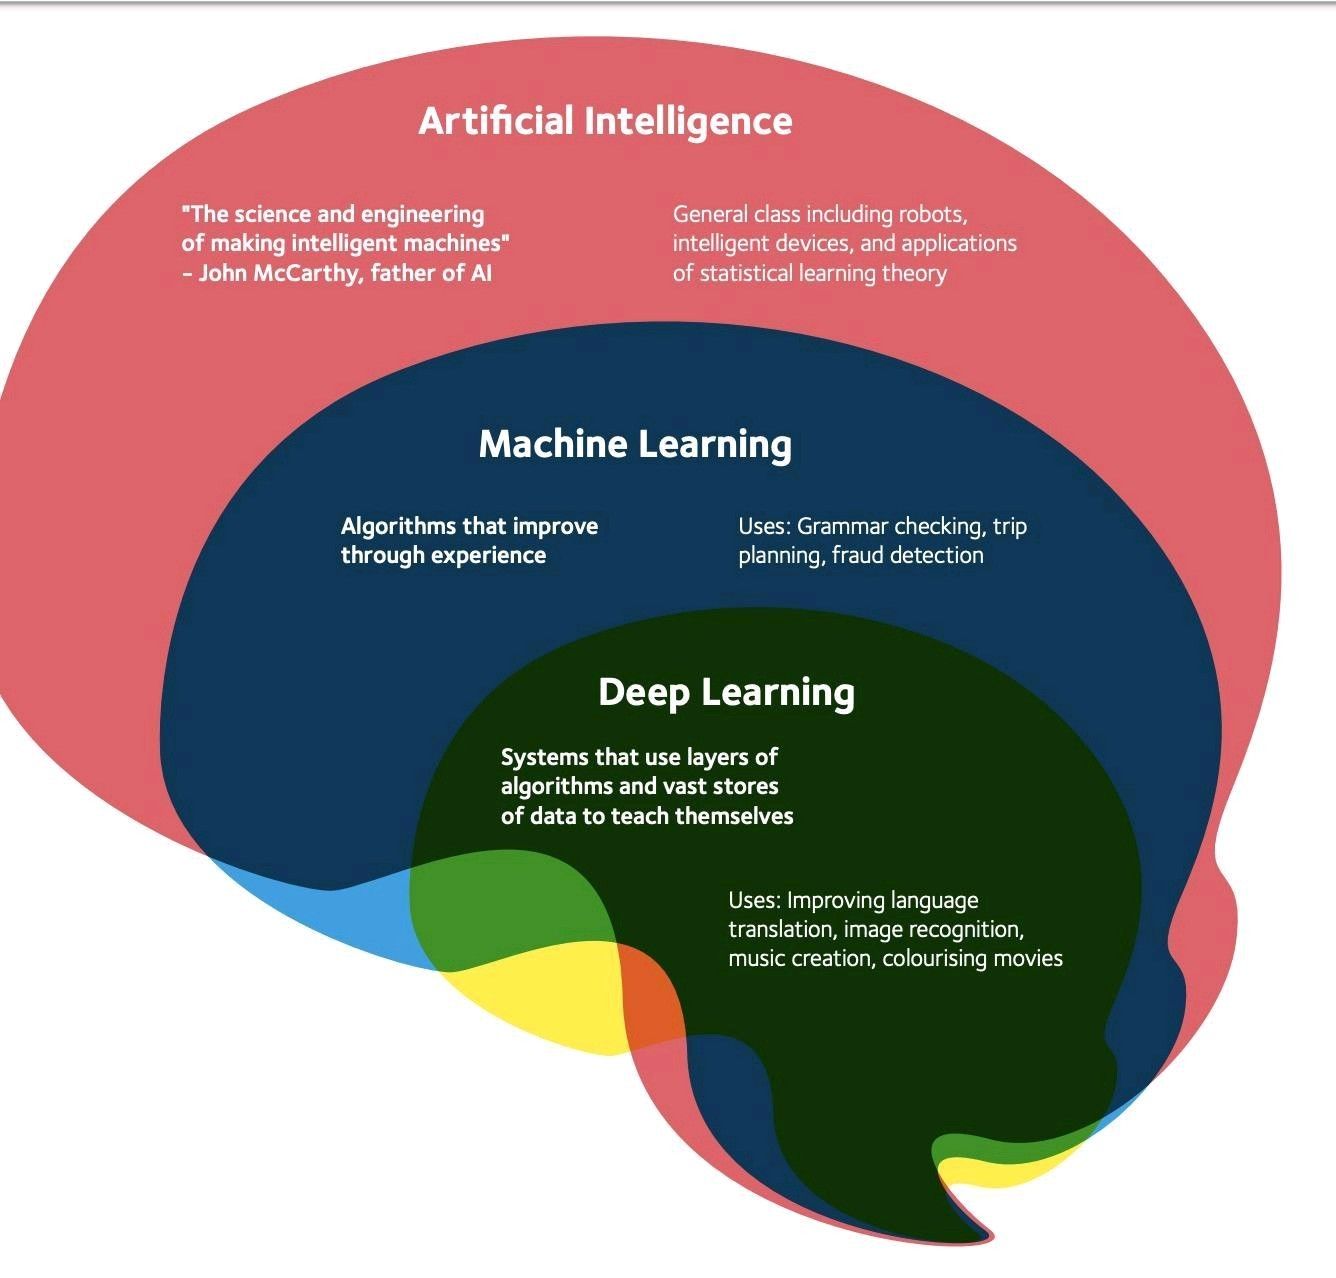 Artificial Intelligence
"The science and engineering
of making intelligent machines"
– John McCarthy, father of AI
General class including robots,
intelligent devices, and applications
of statistical learning theory
Machine Learning
Algorithms that improve
through experience
Uses: Grammar checking, trip
planning, fraud detection
Deep Learning
Systems that use layers of
algorithms and vast stores
of data to teach themselves
Uses: Improving language
translation, image recognition,
music creation, colourising movies